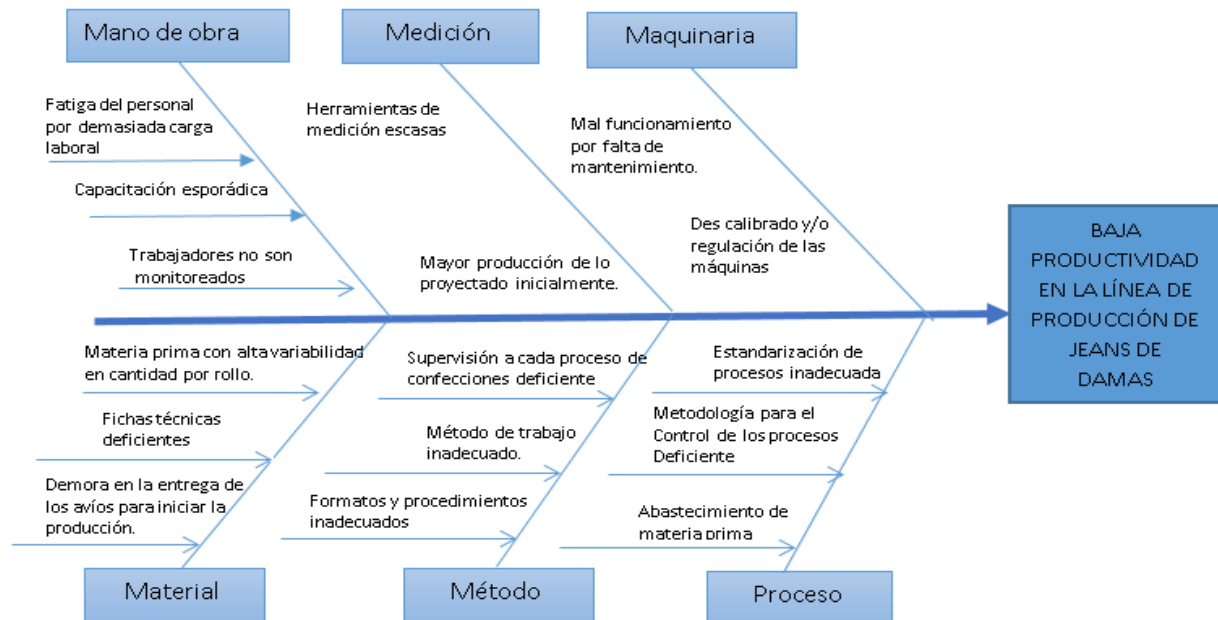 Mano de obra
Medición
Maquinaria
Fatiga del personal
por demasiada carga
laboral
Capacitación esporádica
Trabajadores no son
monitoreados
Herramientas de
medición escasas
Mayor producción de lo
proyectado inicialmente.
Mal funcionamiento
por falta de
mantenimiento.
Des calibrado y/o
regulación de las
máquinas
BAJA
PRODUCTIVIDAD
EN LA LÍNEA DE
PRODUCCIÓN DE
JEANS DE
DAMAS
Materia prima con alta variabilidad
en cantidad por rollo.
Fichas técnicas
deficientes
Demora en la entrega de
los avíos para iniciar la
producción.
Supervisión a cada proceso de
confecciones deficiente
Método de trabajo
inadecuado.
Formatos y procedimientos
inadecuados
Estandarización de
procesos inadecuada
Metodología para el
Control de los procesos
Deficiente
Abastecimiento de
materia prima
Material
Método
Proceso